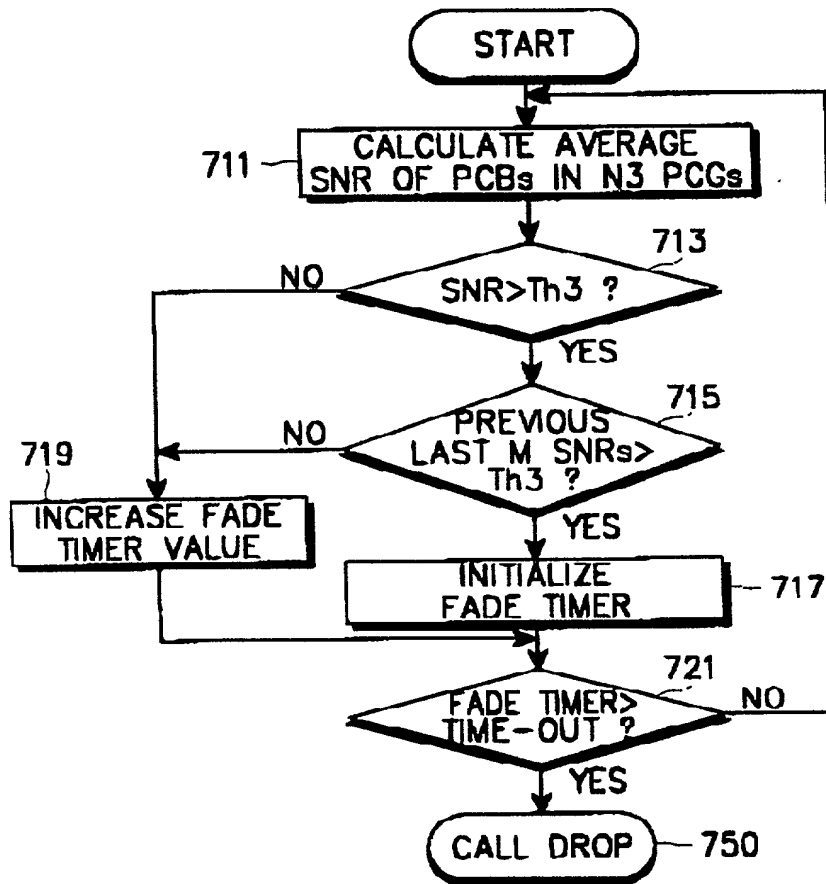 START
711
CALCULATE AVERAGE
SNR OF PCBs IN N3 PCGs
713
NO
SNR>Th3 ?
YES
715
NO
PREVIOUS
LAST M SNRs>
Th3 ?
719
YES
INCREASE FADE
TIMER VALUE
INITIALIZE
FADE TIMER
717
721
FADE TIMER>
TIME-OUT ?
NO
YES
CALL DROP
750